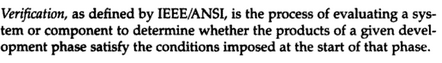 Verification, as defined by IEEE/ANSI, is the process of evaluating a sys-
tem or component to determine whether the products of a given devel-
opment phase satisfy the conditions imposed at the start of that phase.